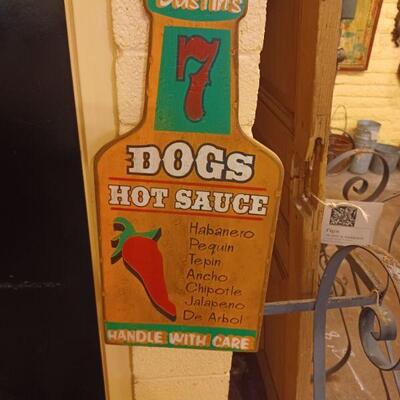 Dustin's
7
DOGS
HOT SAUCE
Habanero
Pequin
Tepin
Ancho
Chipotle
Jalapeno
De Arbol
HANDLE WITH CARE